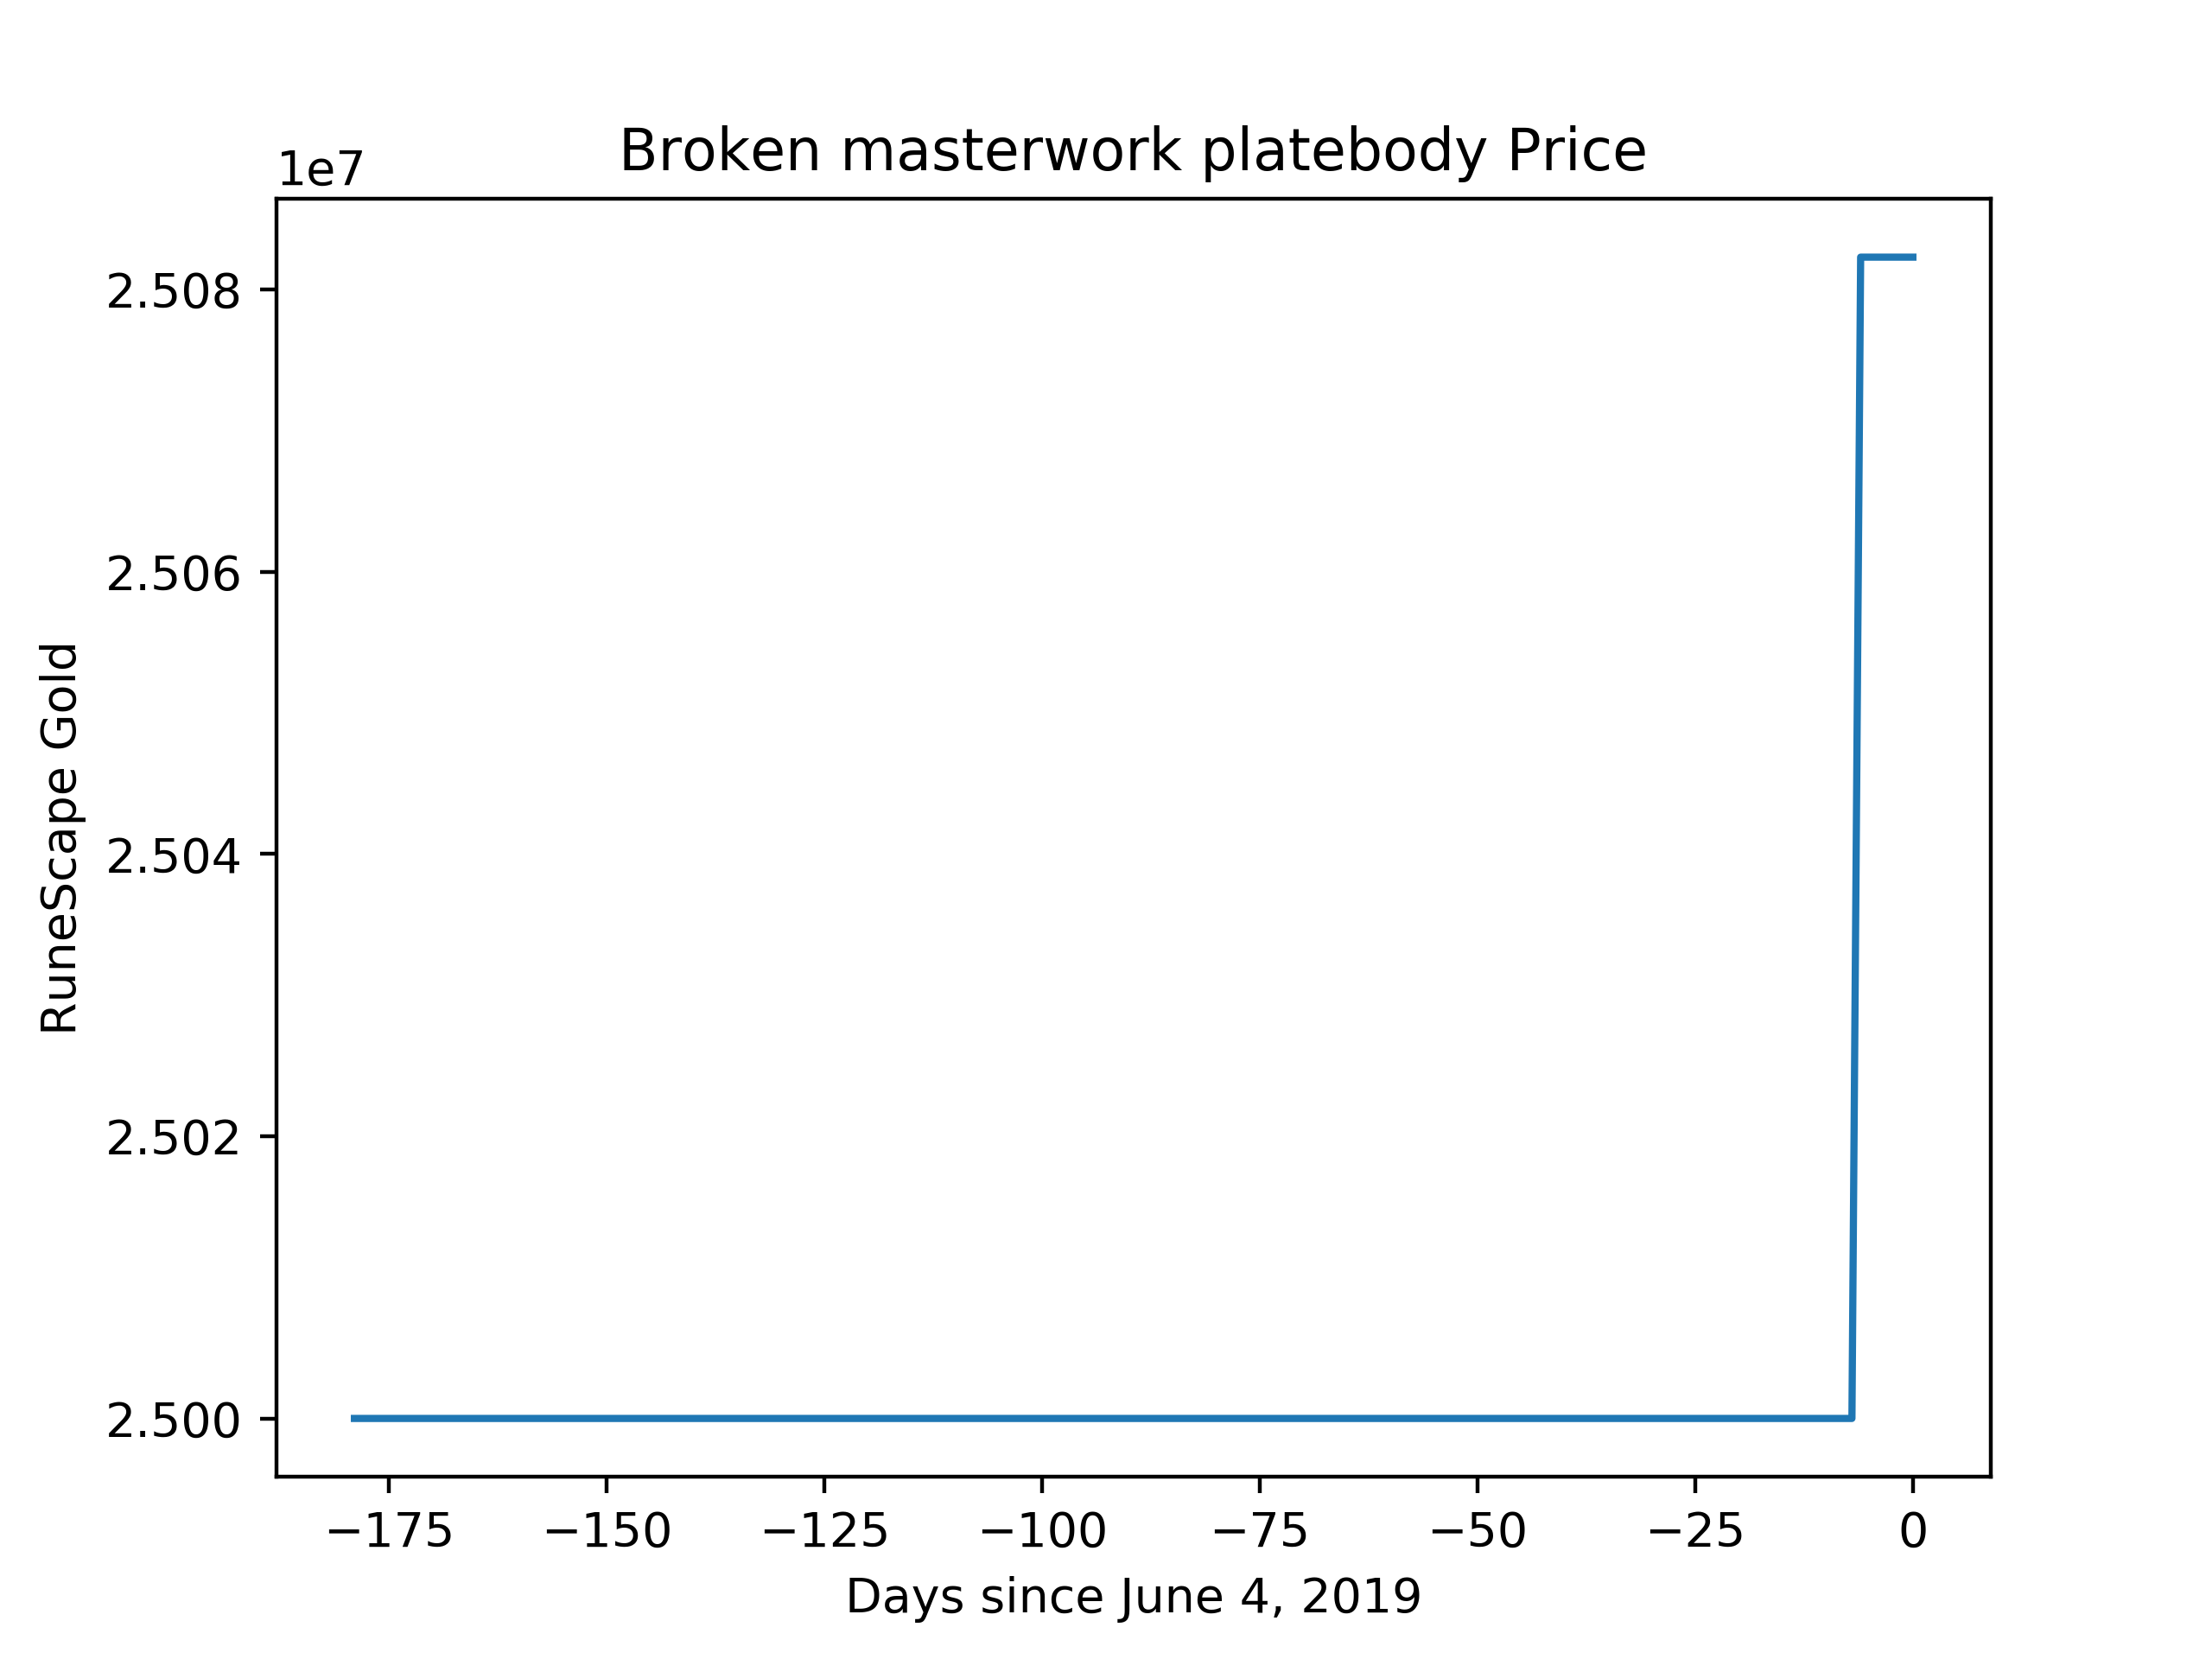 Broken masterwork platebody Price
1e7
2.508
2.506
2.504
2.502
2.500
RuneScape Gold
−175 −150 −125 −100 −75 −50 −25 0
Days since June 4, 2019